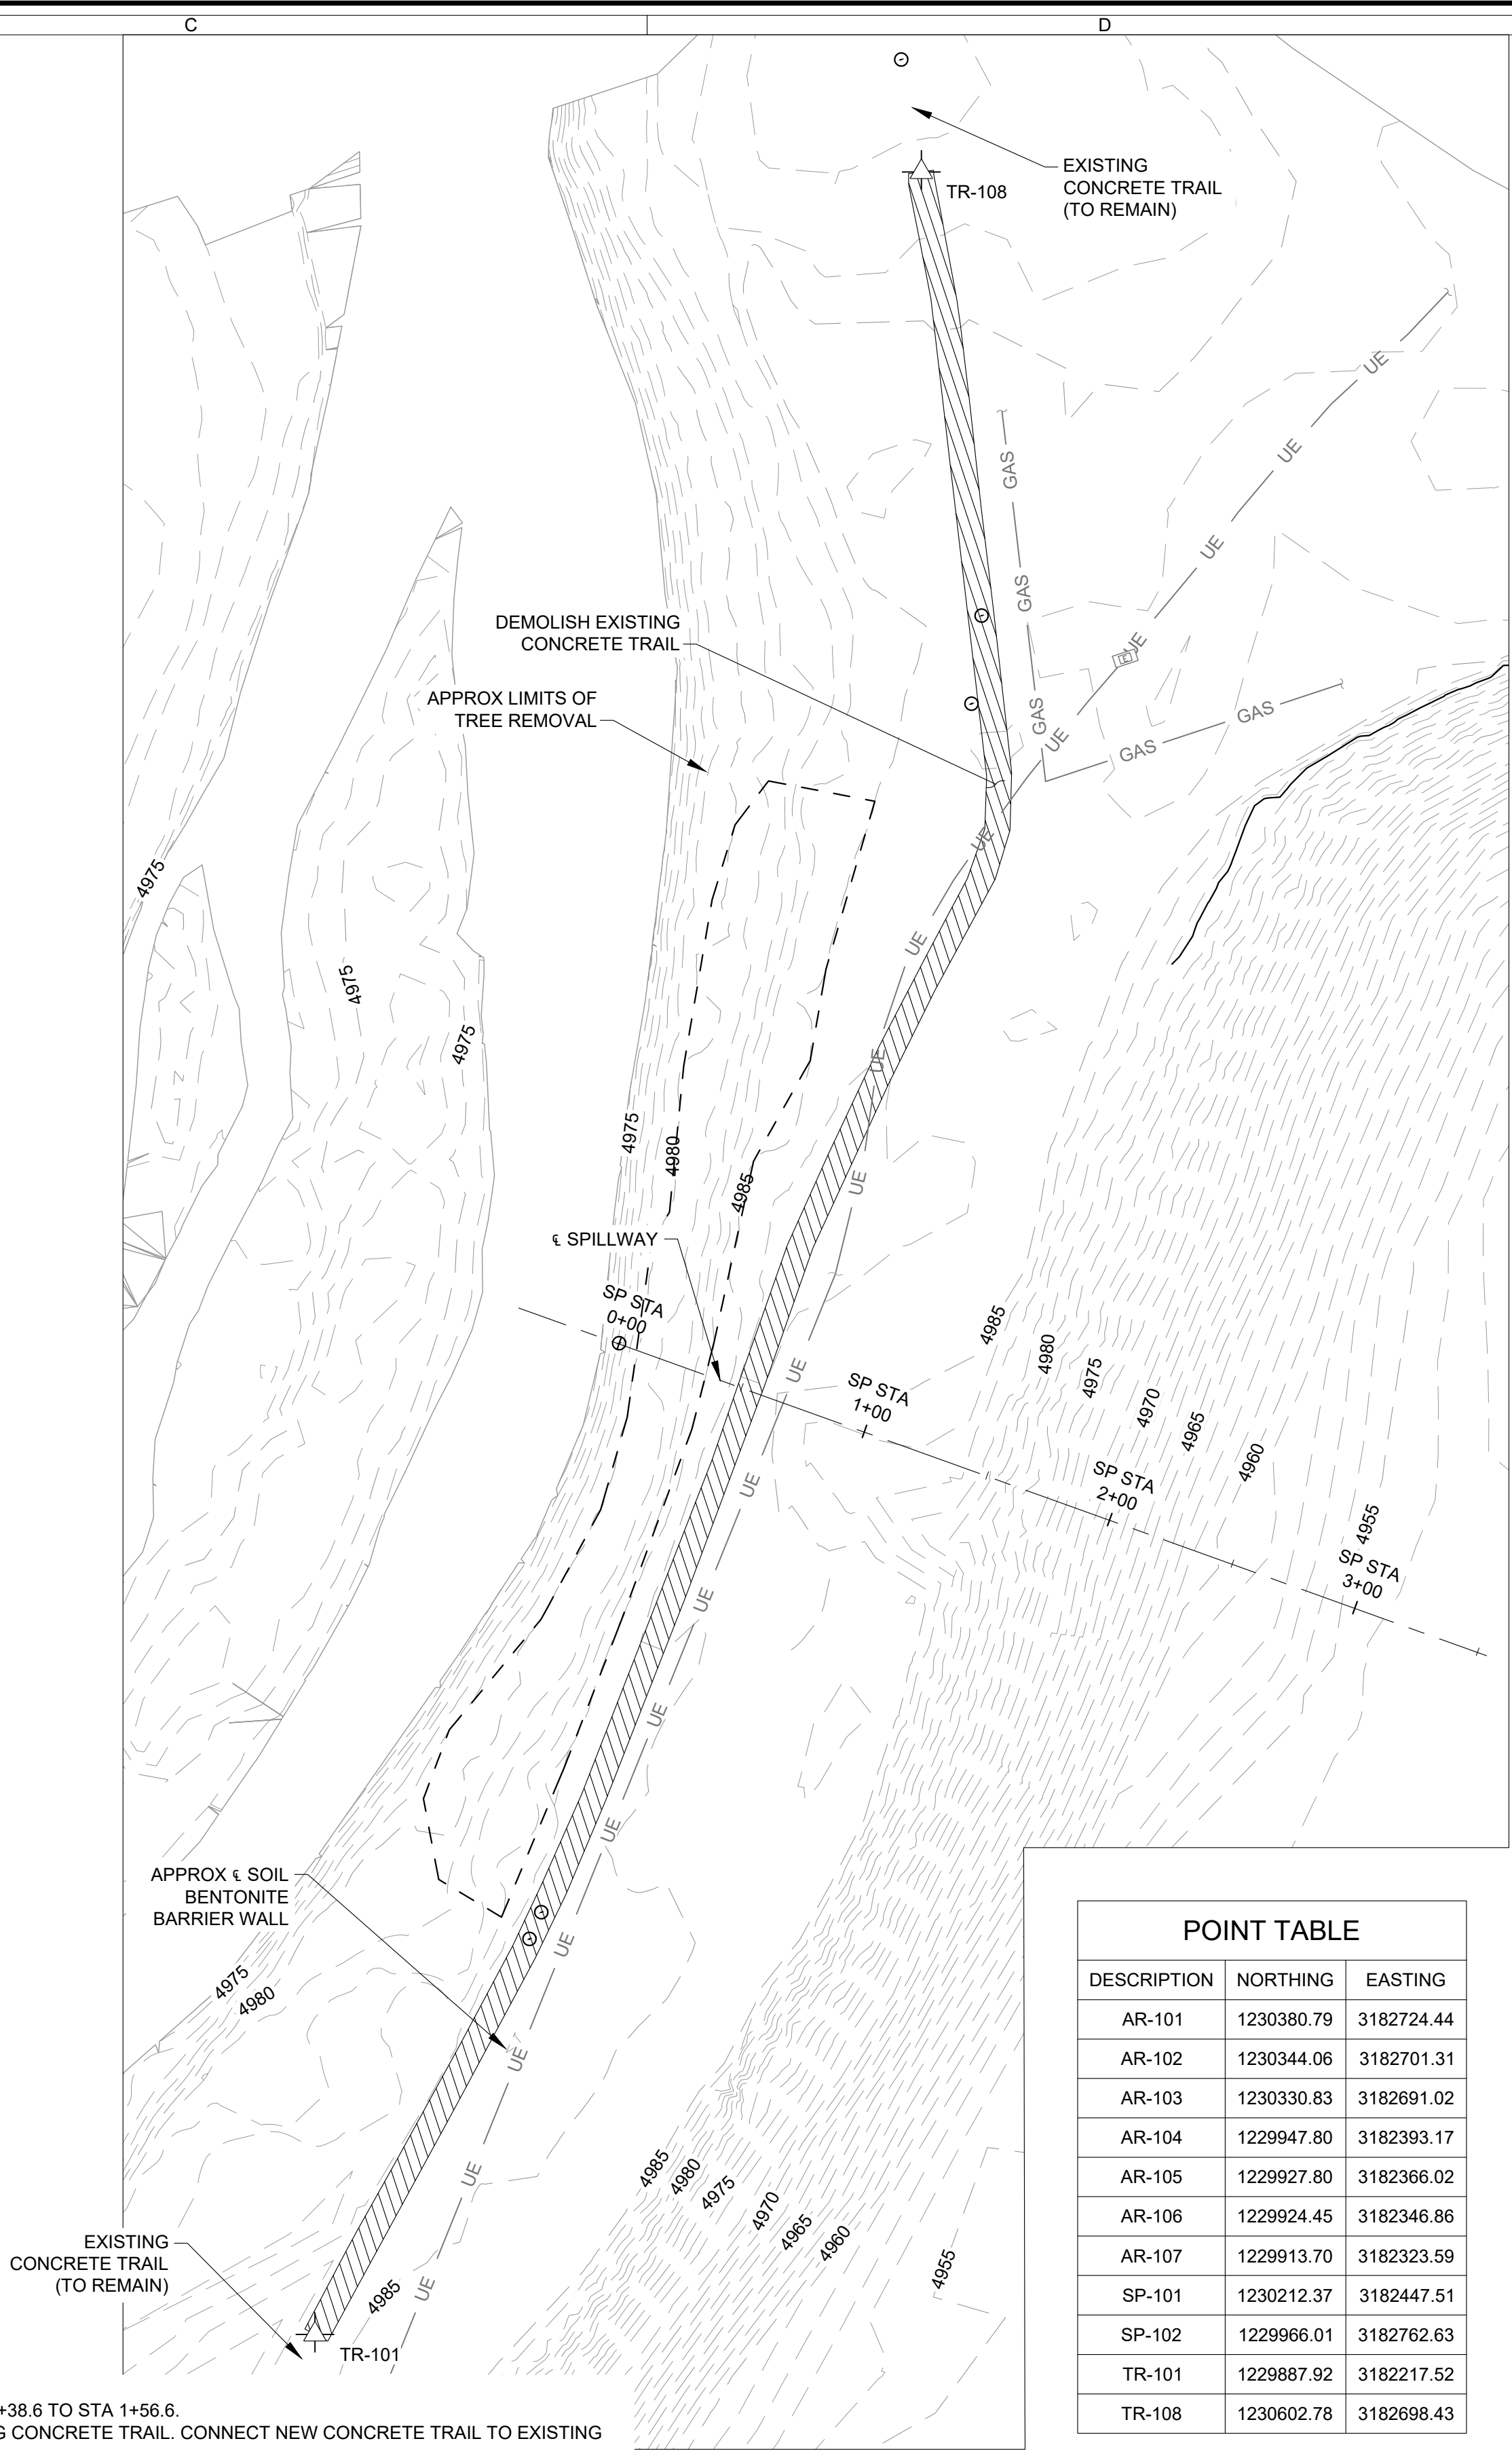 C
D
EXISTING
CONCRETE TRAIL
(TO REMAIN)
TR-108
UE
GAS
UE
GAS
UE
DEMOLISH EXISTING
CONCRETE TRAIL
UE
E
APPROX LIMITS OF
TREE REMOVAL
GAS
GAS
UE
GAS
UE
4975
UE
4975
4975
UE
4975
4980
UE
4985
℄ SPILLWAY
SP STA
0+00
4985
4980
UE
4975
SP STA
1+00
4970
4965
4960
UE
SP STA
2+00
4955
SP STA
3+00
UE
UE
UE
APPROX ℄ SOIL
BENTONITE
BARRIER WALL
UE
4975
4980
UE
UE
4985
4980
4975
4970
4965
4960
4955
EXISTING
CONCRETE TRAIL
(TO REMAIN)
4985
UE
TR-101
POINT TABLE
DESCRIPTION NORTHING EASTING
AR-101 1230380.79 3182724.44
AR-102 1230344.06 3182701.31
AR-103 1230330.83 3182691.02
AR-104 1229947.80 3182393.17
AR-105 1229927.80 3182366.02
AR-106 1229924.45 3182346.86
AR-107 1229913.70 3182323.59
SP-101 1230212.37 3182447.51
SP-102 1229966.01 3182762.63
TR-101 1229887.92 3182217.52
TR-108 1230602.78 3182698.43
+38.6 TO STA 1+56.6.
G CONCRETE TRAIL. CONNECT NEW CONCRETE TRAIL TO EXISTING